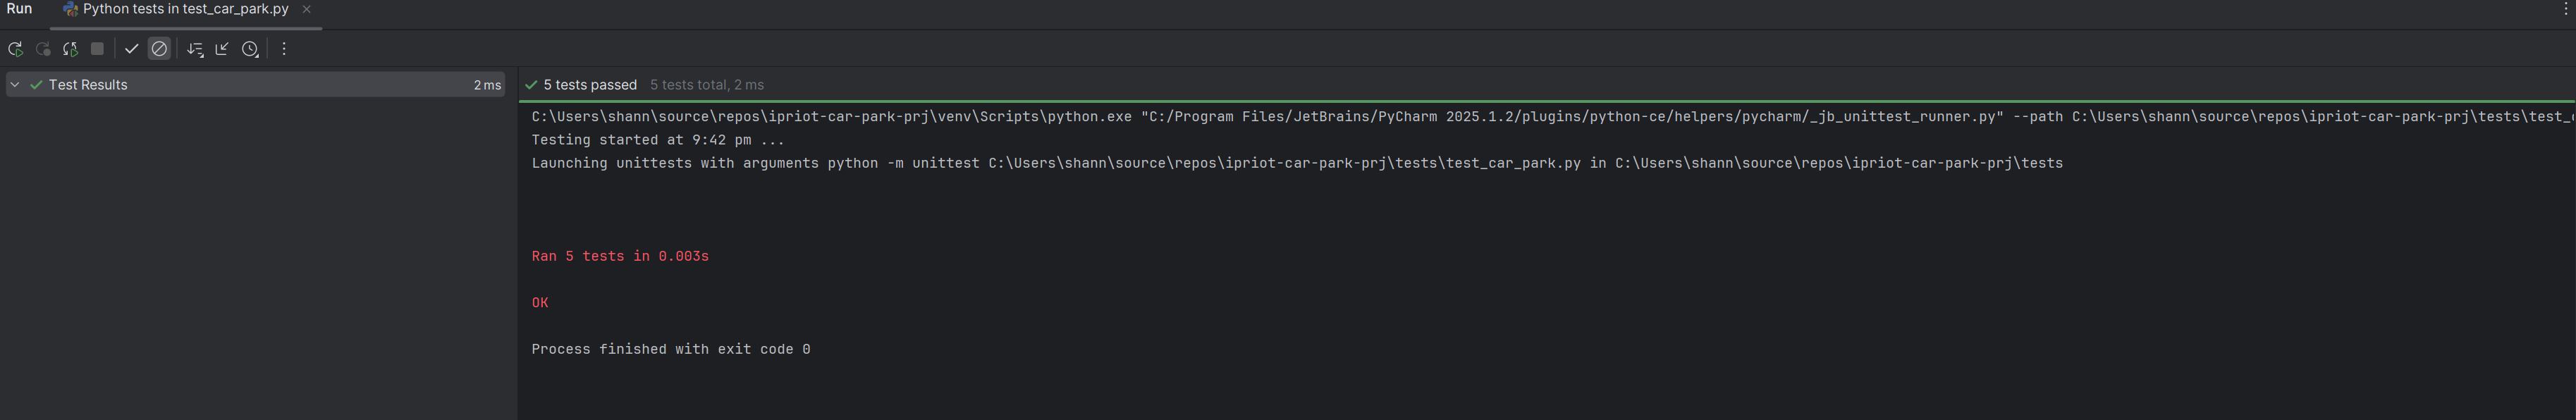 Run Python tests in test_car_park.py
Test Results 2 ms
5 tests passed 5 tests total, 2 ms
C:\Users\shann\source\repos\ipriot-car-park-prj\venv\Scripts\python.exe "C:/Program Files/JetBrains/PyCharm 2025.1.2/plugins/python-ce/helpers/pycharm/_jb_unittest_runner.py" --path C:\Users\shann\source\repos\ipriot-car-park-prj\tests\test_
Testing started at 9:42 pm ...
Launching unittests with arguments python -m unittest C:\Users\shann\source\repos\ipriot-car-park-prj\tests\test_car_park.py in C:\Users\shann\source\repos\ipriot-car-park-prj\tests
Ran 5 tests in 0.003s
OK
Process finished with exit code 0